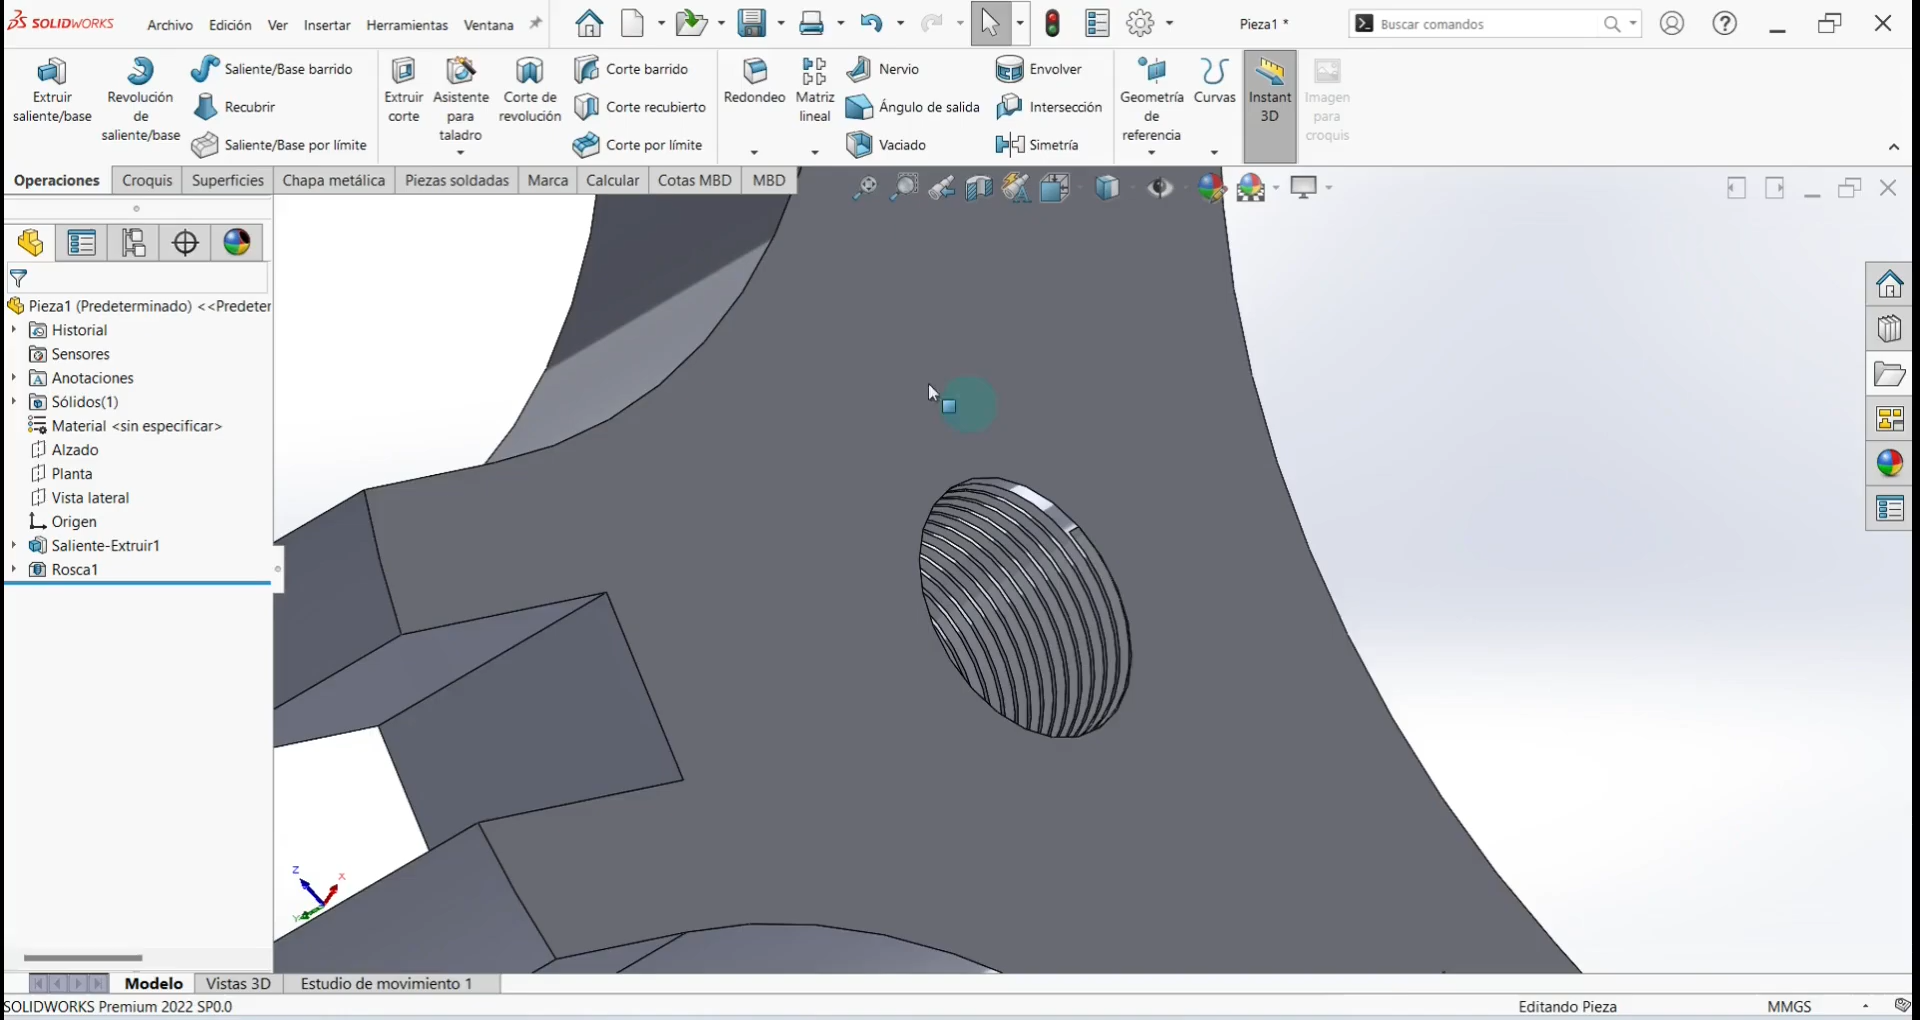 SOLIDWORKS Archivo Edición Ver Insertar Herramientas Ventana Pieza1 * Buscar comandos
Extruir saliente/base
Revolución de saliente/base
Saliente/Base barrido
Recubrir
Saliente/Base por límite
Extruir corte
Asistente para taladro
Corte de revolución
Corte barrido
Corte recubierto
Corte por límite
Redondeo
Matriz lineal
Nervio
Ángulo de salida
Vaciado
Envolver
Intersección
Simetría
Geometría de referencia
Curvas
Instant 3D
Imagen para croquis
Operaciones Croquis Superficies Chapa metálica Piezas soldadas Marca Calcular Cotas MBD MBD
Pieza1 (Predeterminado) <<Predeter
Historial
Sensores
Anotaciones
Sólidos(1)
Material <sin especificar>
Alzado
Planta
Vista lateral
Origen
Saliente-Extruir1
Rosca1
Z X
Y
Modelo Vistas 3D Estudio de movimiento 1
SOLIDWORKS Premium 2022 SP0.0 Editando Pieza MMGS